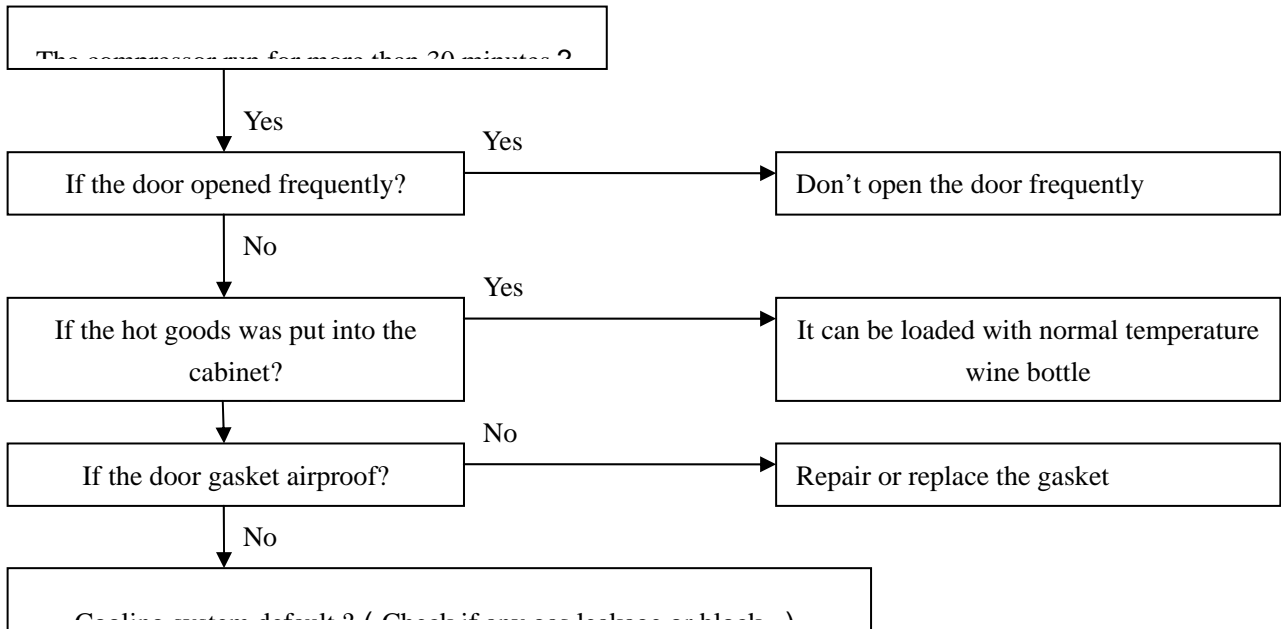 The compressor run for more than 30 minutes？
Yes
Yes
If the door opened frequently?
Don’t open the door frequently
No
Yes
If the hot goods was put into the
cabinet?
It can be loaded with normal temperature
wine bottle
No
If the door gasket airproof?
Repair or replace the gasket
No
Cooling system default？( Check if any gas leakage or block. )